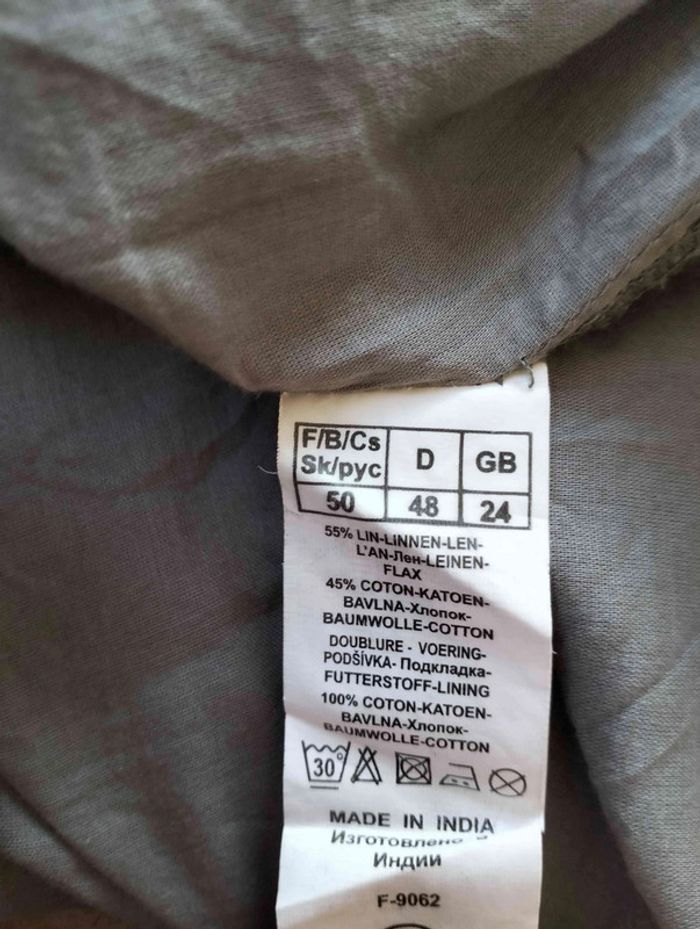 F/B/Cs D GB
Sk/рус
50 48 24
55% LIN-LINNEN-LEN-
L'AN-Лен-LEINEN-
FLAX
45% COTON-KATOEN-
BAVLNA-Хлопок-
BAUMWOLLE-COTTON
DOUBLURE - VOERING-
PODŠÍVKA- Подкладка-
FUTTERSTOFF-LINING
100% COTON-KATOEN-
BAVLNA-Хлопок-
BAUMWOLLE-COTTON
30°
MADE IN INDIA
Изготовлено в
Индии
F-9062